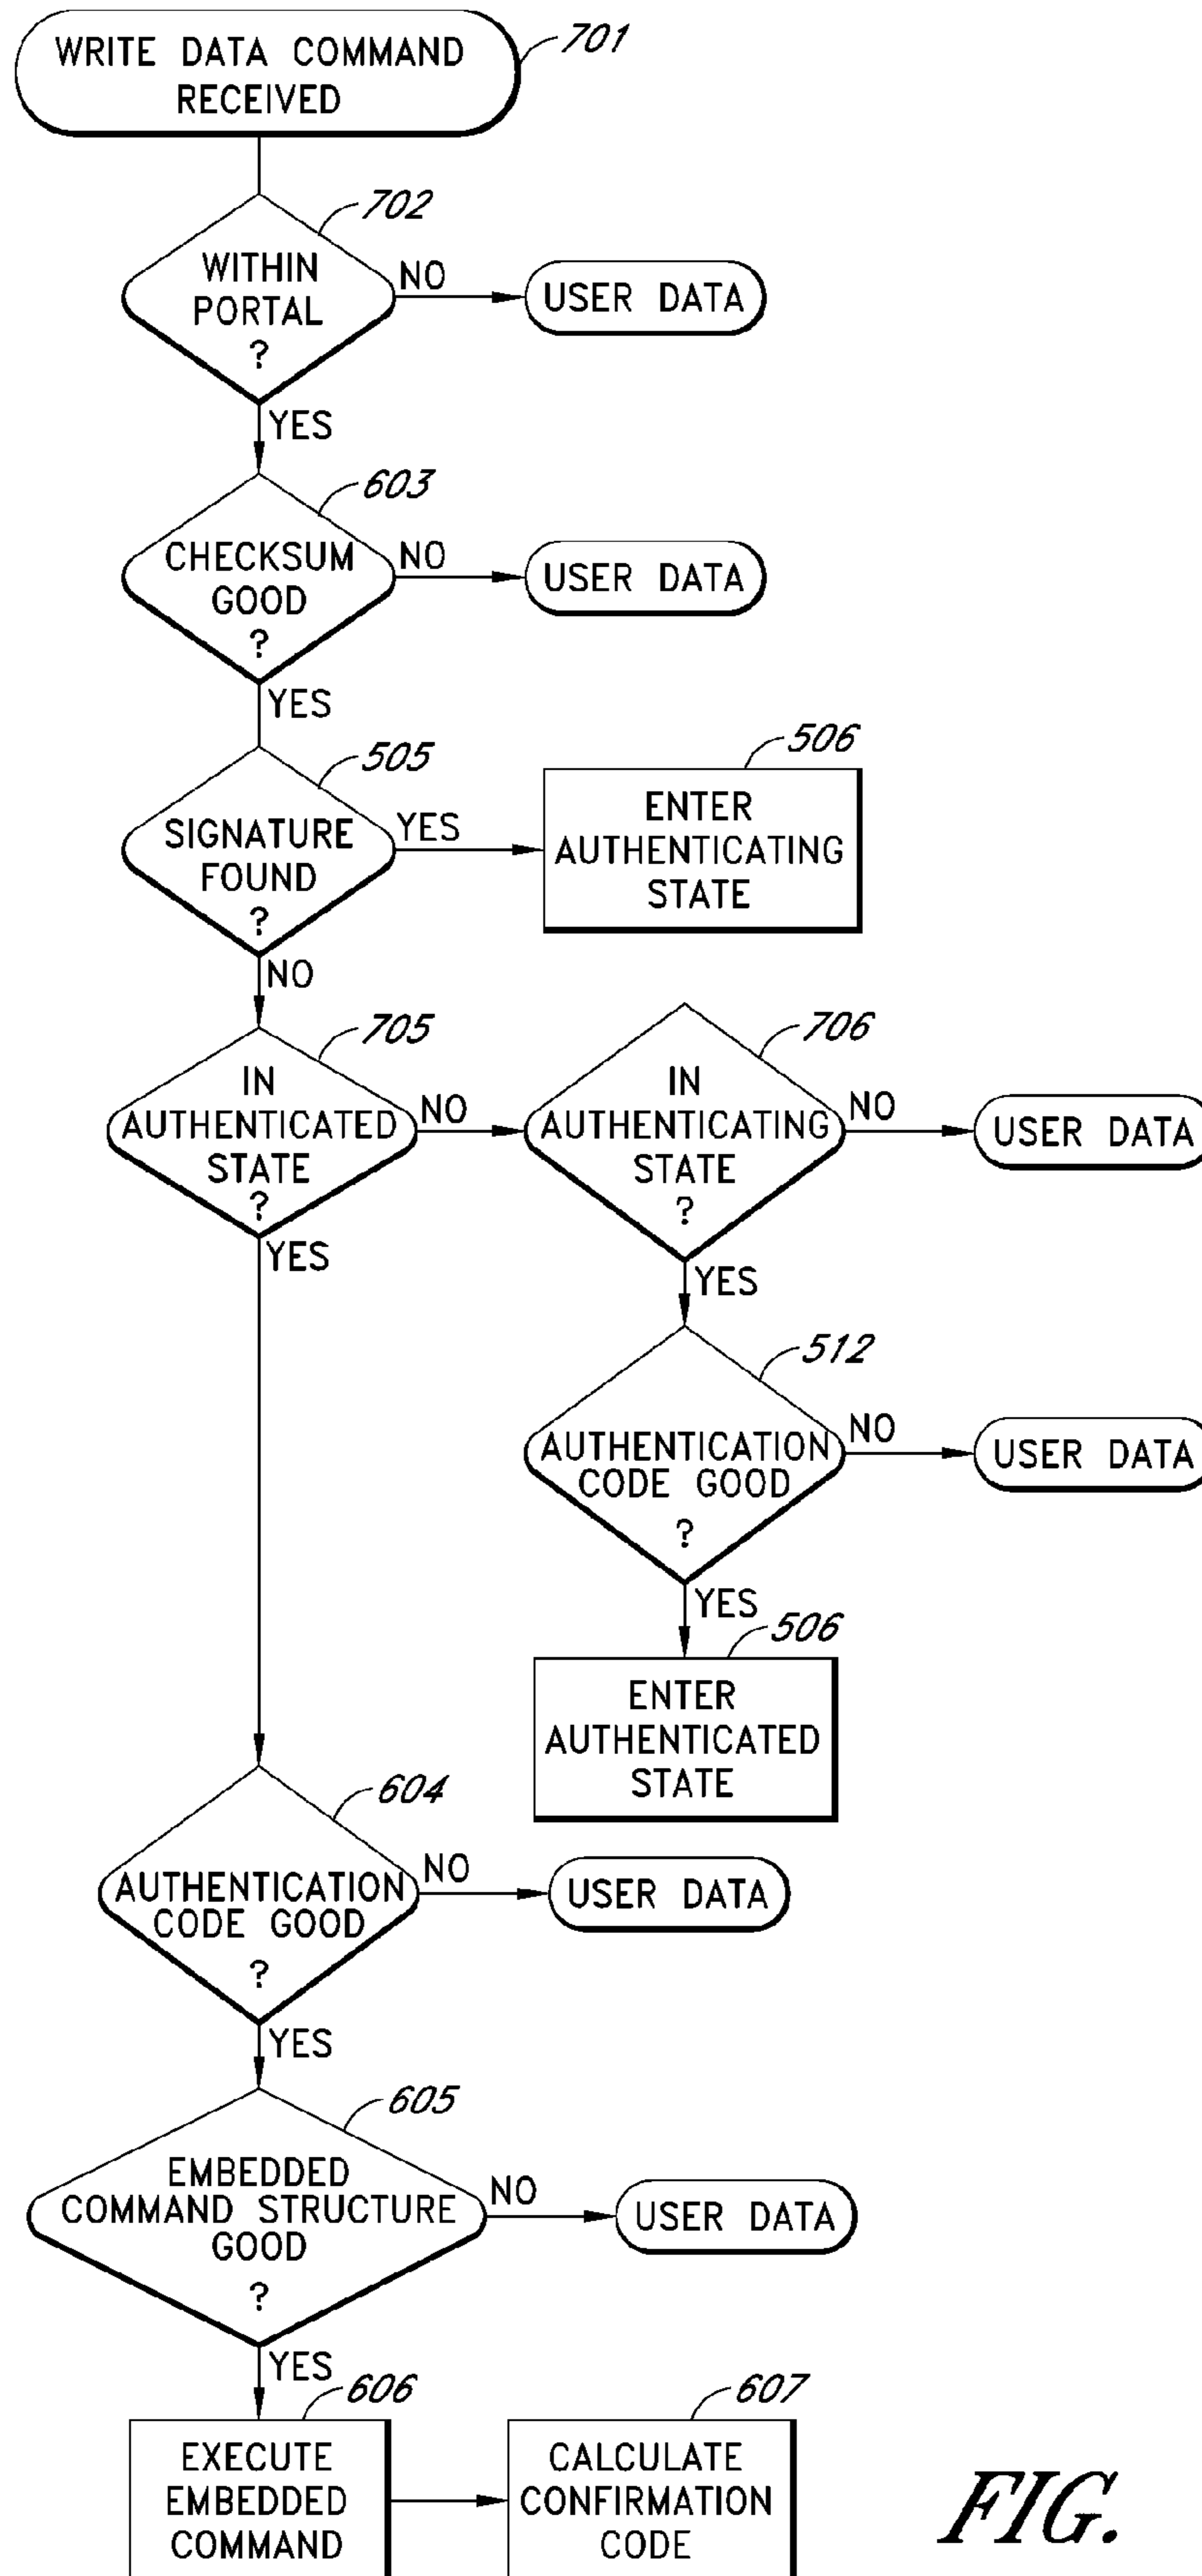 WRITE DATA COMMAND
RECEIVED
701
702
WITHIN
PORTAL
?
NO
USER DATA
YES
603
CHECKSUM
GOOD
?
NO
USER DATA
YES
505
SIGNATURE
FOUND
?
YES
506
ENTER
AUTHENTICATING
STATE
NO
705
IN
AUTHENTICATED
STATE
?
NO
706
IN
AUTHENTICATING
STATE
?
NO
USER DATA
YES
YES
512
AUTHENTICATION
CODE GOOD
?
NO
USER DATA
YES
506
ENTER
AUTHENTICATED
STATE
604
AUTHENTICATION
CODE GOOD
?
NO
USER DATA
YES
605
EMBEDDED
COMMAND STRUCTURE
GOOD
?
NO
USER DATA
YES
606
EXECUTE
EMBEDDED
COMMAND
607
CALCULATE
CONFIRMATION
CODE
FIG.